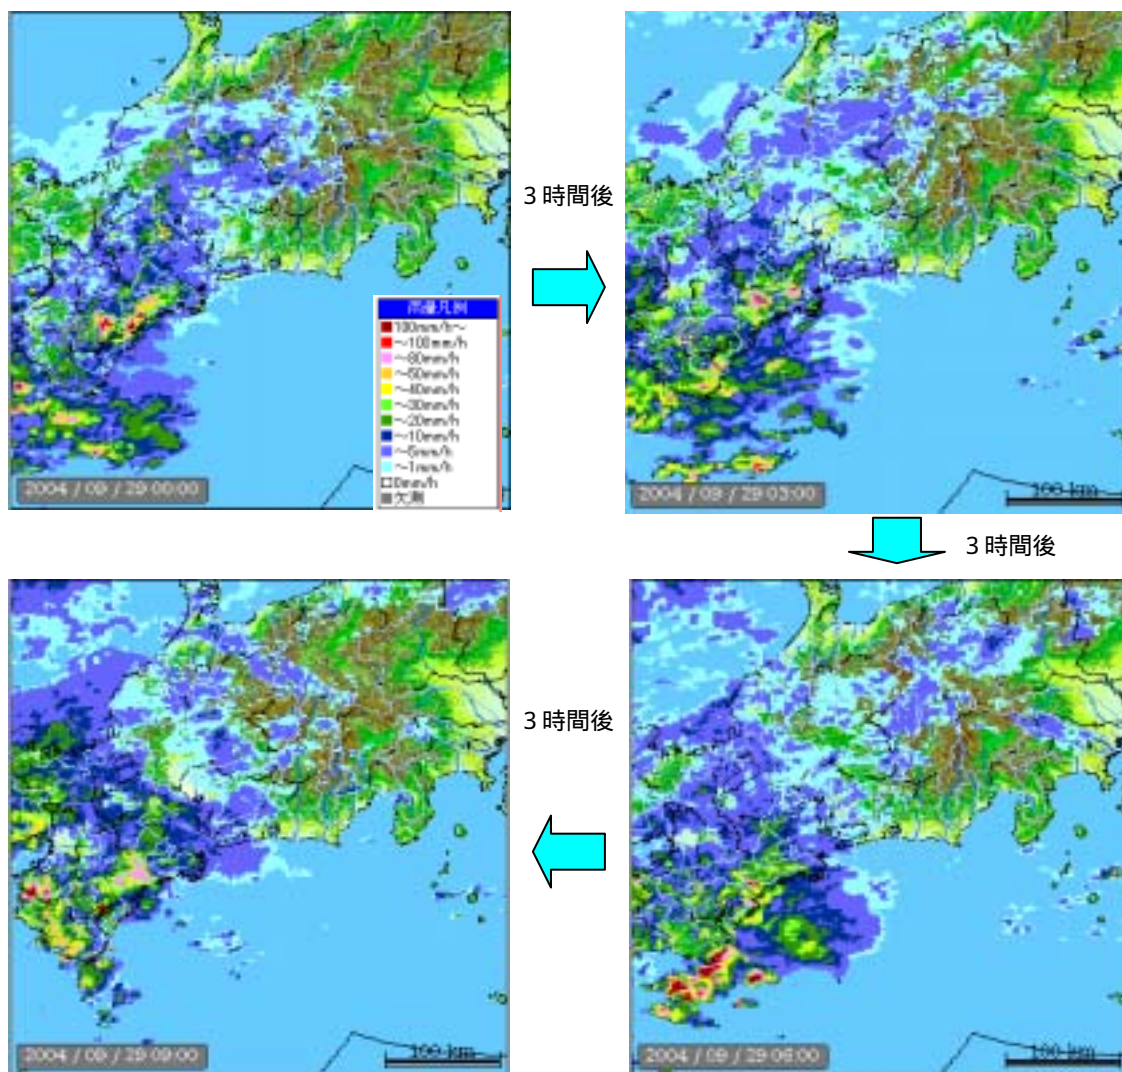 3時間後
雨量凡例
100mm/h～
～100mm/h
～80mm/h
～50mm/h
～40mm/h
～30mm/h
～20mm/h
～10mm/h
～5mm/h
～1mm/h
0mm/h
欠測
2004 / 09 / 29 00:00
2004 / 09 / 29 03:00
100 km
3時間後
3時間後
2004 / 09 / 29 09:00
100 km
2004 / 09 / 29 06:00
100 km